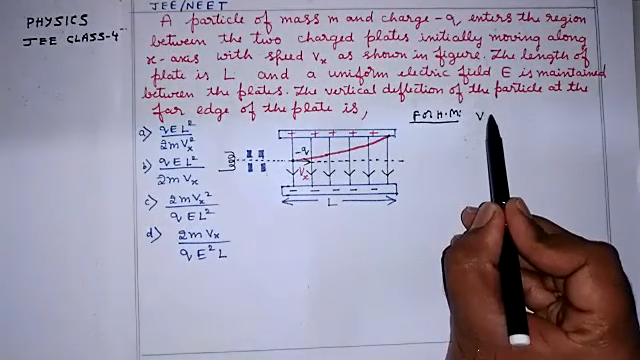 JEE/NEET
PHYSICS
JEE CLASS-4
A particle of mass m and charge -q enters the region
between the two charged plates initially moving along
x-axis with speed Vx as shown in figure. The length of
plate is L and a uniform electric field E is maintained
between the plates. The vertical deflection of the particle at the
far edge of the plate is,
a) qEL²/2mVx²
b) qEL²/2mVx
c) 2mVx²/qEL²
d) 2mVx/qE²L
+ + + + +
-q
Vx
- - - - -
L
FOR H.M: V